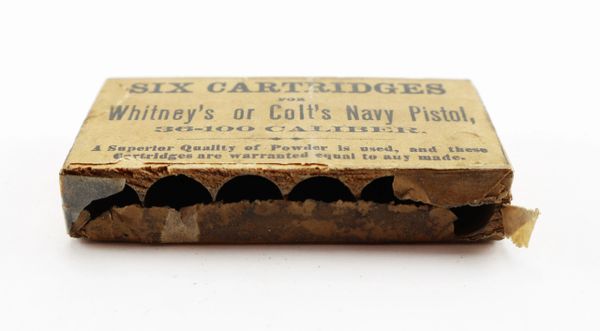 SIX CARTRIDGES
FOR
Whitney's or Colt's Navy Pistol,
36-100 CALIBER.
A Superior Quality of Powder is used, and these
Cartridges are warranted equal to any made.